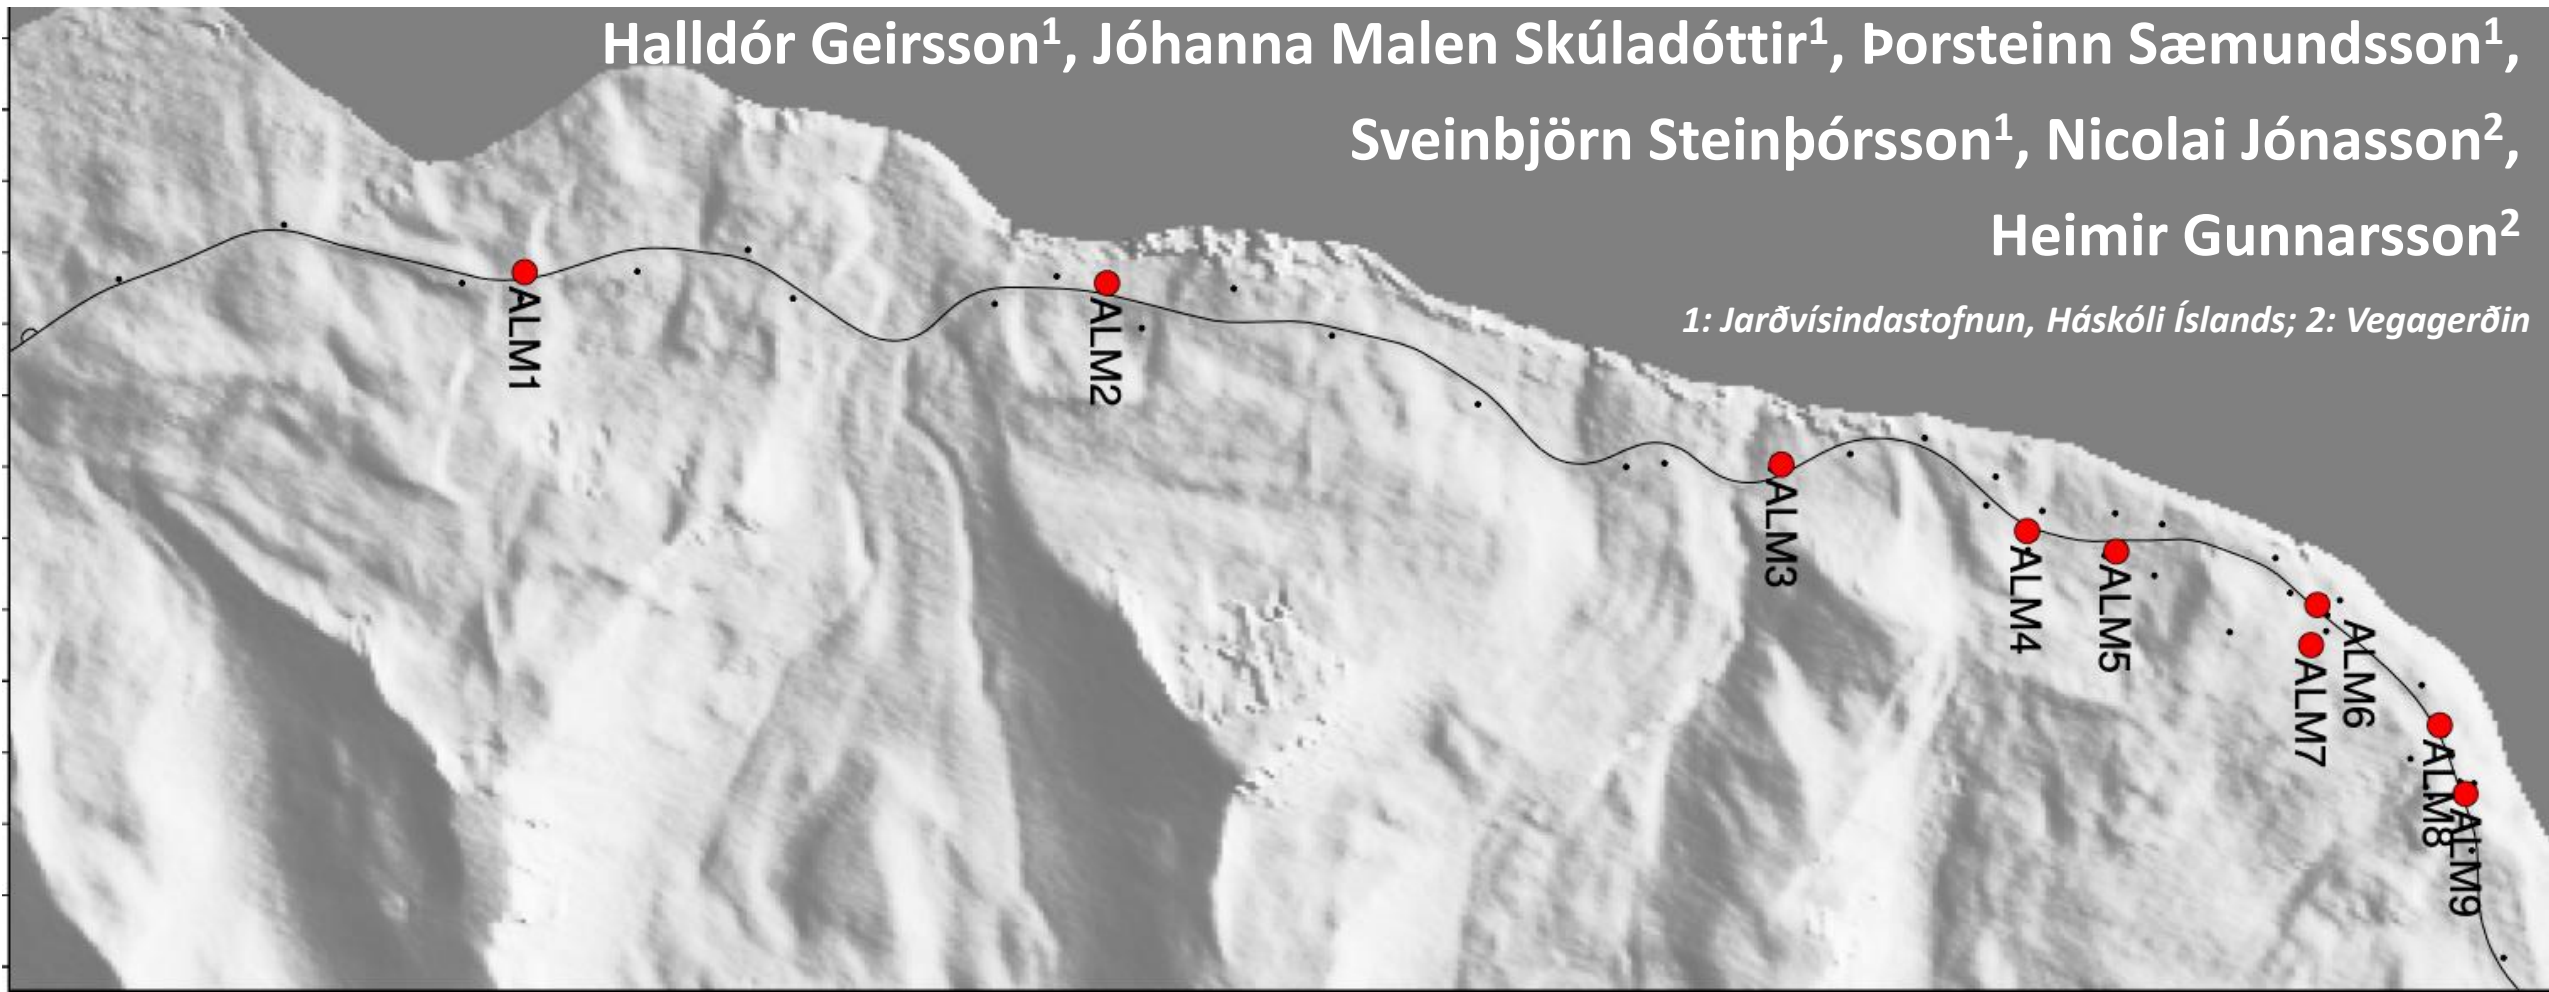 Halldór Geirsson¹, Jóhanna Malen Skúladóttir¹, Þorsteinn Sæmundsson¹,
Sveinbjörn Steinþórsson¹, Nicolai Jónasson²,
Heimir Gunnarsson²
1: Jarðvísindastofnun, Háskóli Íslands; 2: Vegagerðin
ALM1
ALM2
ALM3
ALM4
ALM5
ALM6
ALM7
ALM8
ALM9